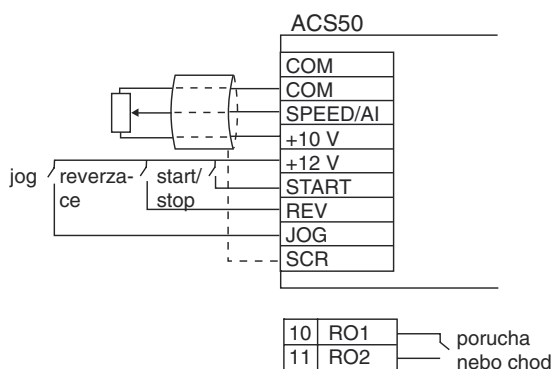 ACS50
COM
COM
SPEED/AI
+10 V
+12 V
START
REV
JOG
SCR
jog
reverza-
ce
start/
stop
10 RO1
11 RO2
porucha
nebo chod